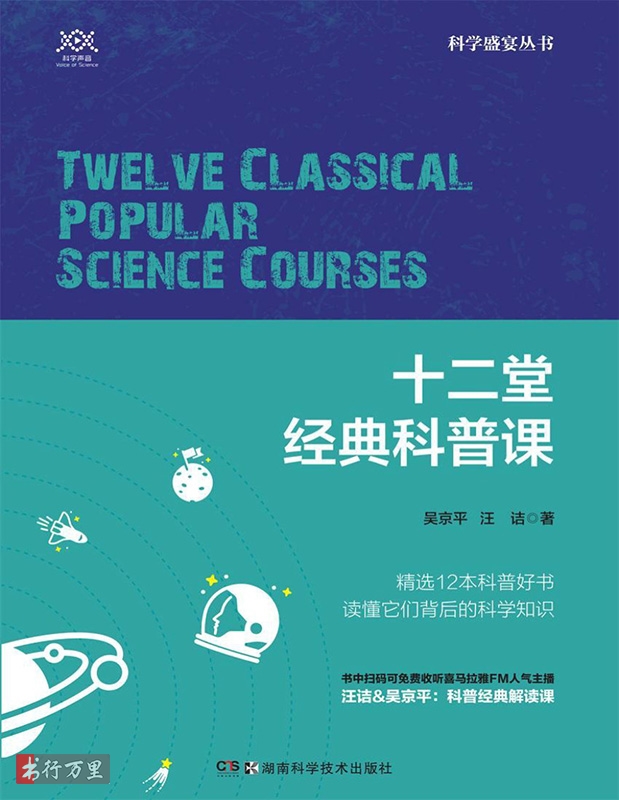 科学声音
Voice of Science
科学盛宴丛书
TWELVE CLASSICAL
POPULAR
SCIENCE COURSES
十二堂
经典科普课
吴京平 汪 诘◎著
精选12本科普好书
读懂它们背后的科学知识
书中扫码可免费收听喜马拉雅FM人气主播
汪诘&吴京平：科普经典解读课
书行万里
CNS 湖南科学技术出版社